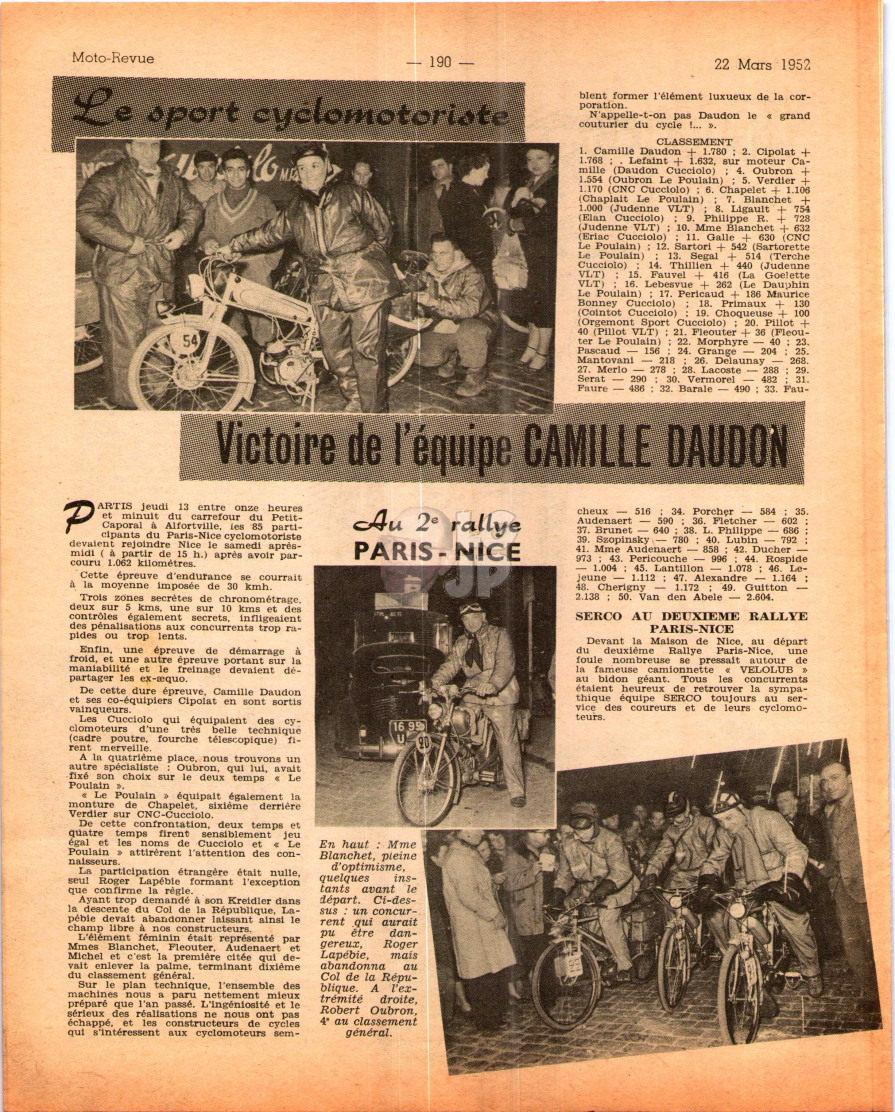 Moto-Revue
— 190 —
22 Mars 1952
Le sport cyclomotoriste
54
Victoire de l'équipe CAMILLE DAUDON
PARTIS jeudi 13 entre onze heures
et minuit du carrefour du Petit-
Caporal à Alfortville, les 85 parti-
cipants du Paris-Nice cyclomotoriste
devaient rejoindre Nice le samedi après-
midi ( à partir de 15 h.) après avoir par-
couru 1.062 kilomètres.
Cette épreuve d'endurance se courrait
à la moyenne imposée de 30 kmh.
Trois zones secrètes de chronométrage,
deux sur 5 kms, une sur 10 kms et des
contrôles également secrets, infligeaient
des pénalisations aux concurrents trop ra-
pides ou trop lents.
Enfin, une épreuve de démarrage à
froid, et une autre épreuve portant sur la
maniabilité et le freinage devaient dé-
partager les ex-æquo.
De cette dure épreuve, Camille Daudon
et ses co-équipiers Cipolat en sont sortis
vainqueurs.
Les Cucciolo qui équipaient des cy-
clomoteurs d'une très belle technique
(cadre poutre, fourche télescopique) fi-
rent merveille.
A la quatrième place, nous trouvons un
autre spécialiste : Oubron, qui lui, avait
fixé son choix sur le deux temps « Le
Poulain ».
« Le Poulain » équipait également la
monture de Chapelet, sixième derrière
Verdier sur CNC-Cucciolo.
De cette confrontation, deux temps et
quatre temps firent sensiblement jeu
égal et les noms de Cucciolo et « Le
Poulain » attirèrent l'attention des con-
naisseurs.
La participation étrangère était nulle,
seul Roger Lapébie formant l'exception
que confirme la règle.
Ayant trop demandé à son Kreidler dans
la descente du Col de la République, La-
pébie devait abandonner laissant ainsi le
champ libre à nos constructeurs.
L'élément féminin était représenté par
Mmes Blanchet, Fleouter, Audenaert et
Michel et c'est la première citée qui de-
vait enlever la palme, terminant dixième
du classement général.
Sur le plan technique, l'ensemble des
machines nous a paru nettement mieux
préparé que l'an passé. L'ingéniosité et le
sérieux des réalisations ne nous ont pas
échappé, et les constructeurs de cycles
qui s'intéressent aux cyclomoteurs sem-
Au 2e rallye
PARIS-NICE
16 95
U
20
En haut : Mme
Blanchet, pleine
d'optimisme,
quelques ins-
tants avant le
départ. Ci-des-
sus : un concur-
rent qui aurait
pu être dan-
gereux, Roger
Lapébie, mais
abandonna au
Col de la Répu-
blique. A l'ex-
trémité droite,
Robert Oubron,
4e au classement
général.
blent former l'élément luxueux de la cor-
poration.
N'appelle-t-on pas Daudon le « grand
couturier du cycle !... ».
CLASSEMENT
1. Camille Daudon + 1.780 ; 2. Cipolat +
1.768 ; . Lefaint + 1.632, sur moteur Ca-
mille (Daudon Cucciolo) ; 4. Oubron +
1.554 (Oubron Le Poulain) ; 5. Verdier +
1.170 (CNC Cucciolo) ; 6. Chapelet + 1.106
(Chaplait Le Poulain) ; 7. Blanchet +
1.000 (Judenne VLT) ; 8. Ligault + 754
(Elan Cucciolo) ; 9. Philippe R. + 728
(Judenne VLT) ; 10. Mme Blanchet + 632
(Eriac Cucciolo) ; 11. Galle + 630 (CNC
Le Poulain) ; 12. Sartori + 542 (Sartorette
Le Poulain) ; 13. Segal + 514 (Terche
Cucciolo) ; 14. Thillien + 440 (Judenne
VLT) ; 15. Fauvel + 416 (La Goelette
VLT) ; 16. Lebesvue + 262 (Le Dauphin
Le Poulain) ; 17. Pericaud + 186 Maurice
Bonney Cucciolo) ; 18. Primaux + 130
(Cointot Cucciolo) ; 19. Choqueuse + 100
(Orgemont Sport Cucciolo) ; 20. Pillot +
40 (Pillot VLT) ; 21. Fleouter + 36 (Fleou-
ter Le Poulain) ; 22. Morphyre — 40 ; 23.
Pascaud — 156 ; 24. Grange — 204 ; 25.
Mantovani — 218 ; 26. Delaunay — 268.
27. Merlo — 278 ; 28. Lacoste — 288 ; 29.
Serat — 290 ; 30. Vermorel — 482 ; 31.
Faure — 486 ; 32. Barale — 490 ; 33. Fau-
cheux — 516 ; 34. Porcher — 584 ; 35.
Audenaert — 590 ; 36. Fletcher — 602 ;
37. Brunet — 640 ; 38. L. Philippe — 686 ;
39. Szopinsky — 780 ; 40. Lubin — 792 ;
41. Mme Audenaert — 858 ; 42. Ducher —
973 ; 43. Pericouche — 996 ; 44. Rospide
— 1.004 ; 45. Lantillon — 1.078 ; 46. Le-
jeune — 1.112 ; 47. Alexandre — 1.164 ;
48. Cherigny — 1.172 ; 49. Guitton —
2.138 ; 50. Van den Abele — 2.604.
SERCO AU DEUXIEME RALLYE
PARIS-NICE
Devant la Maison de Nice, au départ
du deuxième Rallye Paris-Nice, une
foule nombreuse se pressait autour de
la fameuse camionnette « VELOLUB »
au bidon géant. Tous les concurrents
étaient heureux de retrouver la sympa-
thique équipe SERCO toujours au ser-
vice des coureurs et de leurs cyclomo-
teurs.